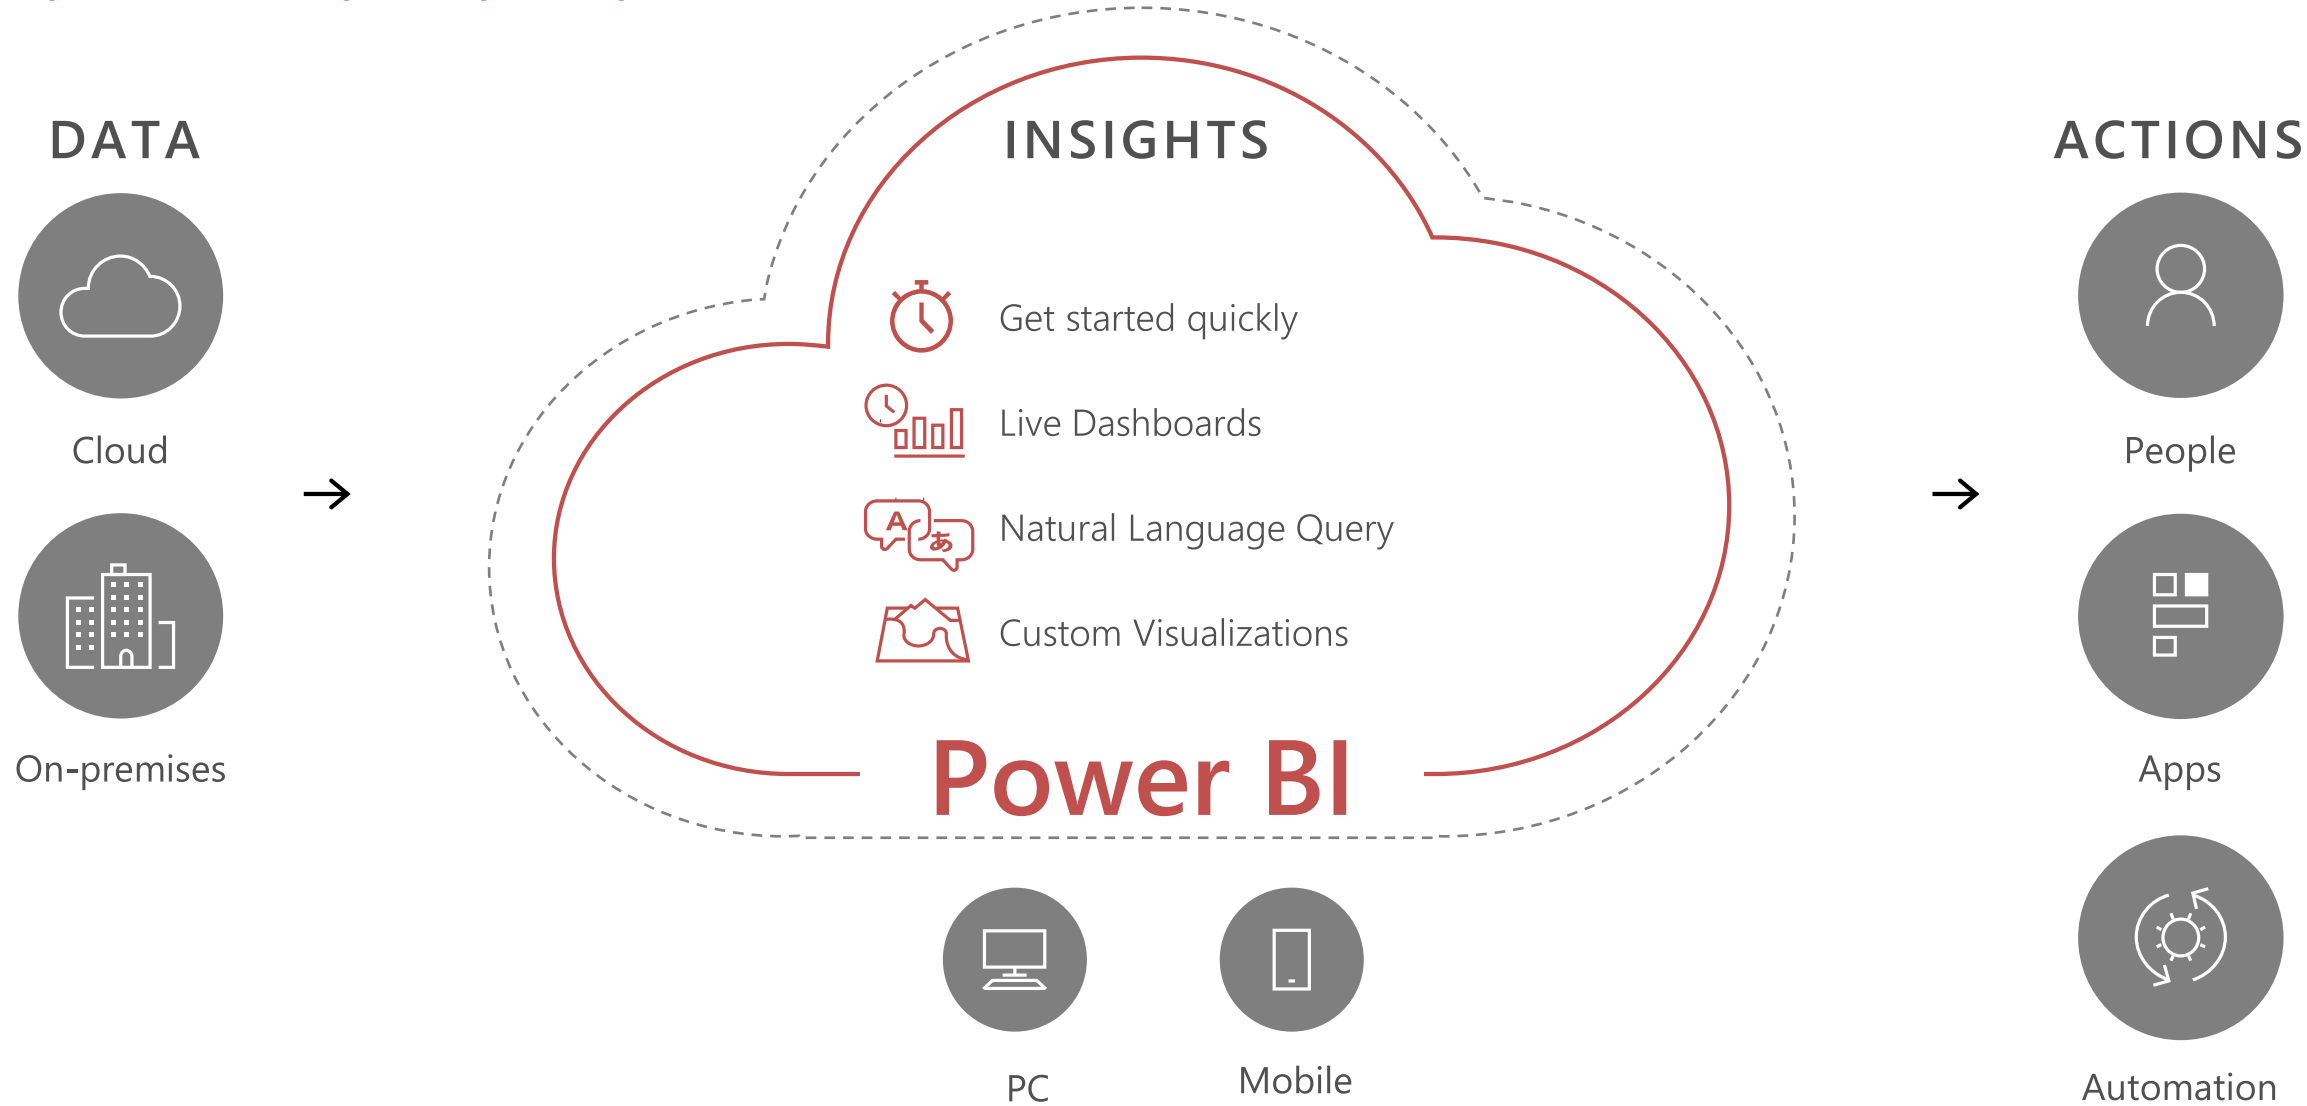 DATA
Cloud
On-premises
INSIGHTS
Get started quickly
Live Dashboards
A
あ
Natural Language Query
Custom Visualizations
Power BI
PC
Mobile
ACTIONS
People
Apps
Automation